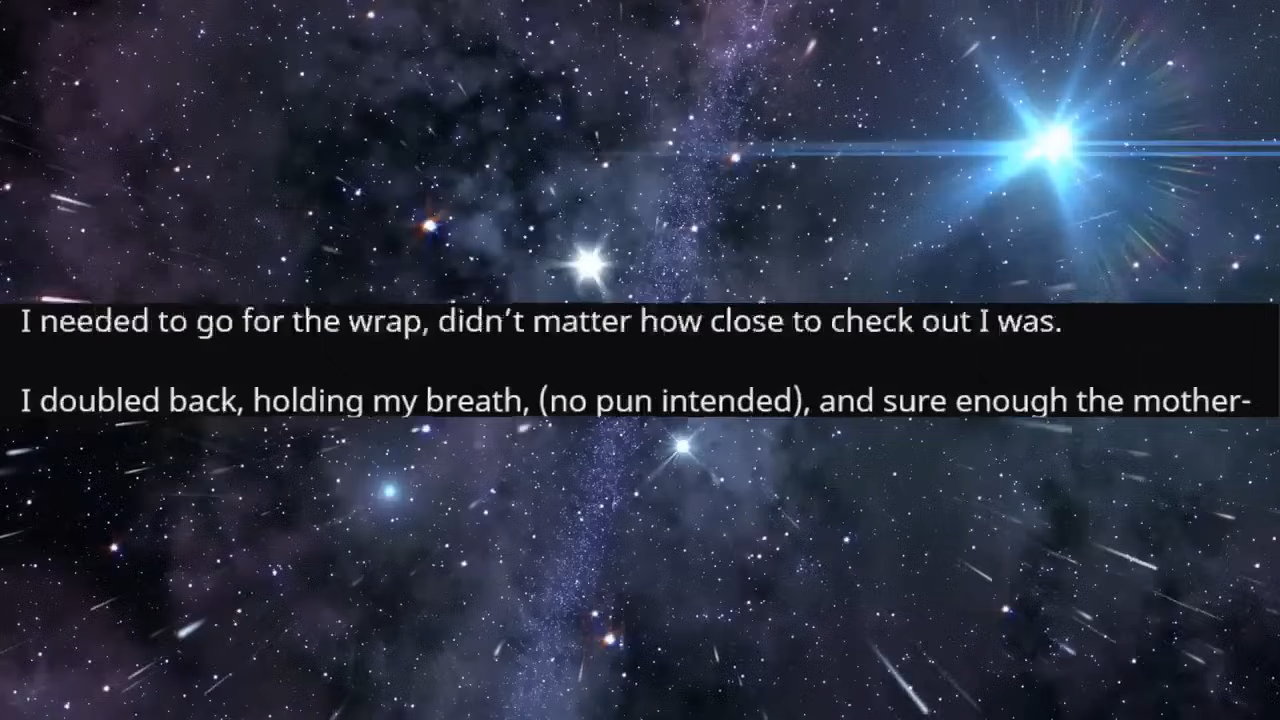 I needed to go for the wrap, didn’t matter how close to check out I was.
I doubled back, holding my breath, (no pun intended), and sure enough the mother-